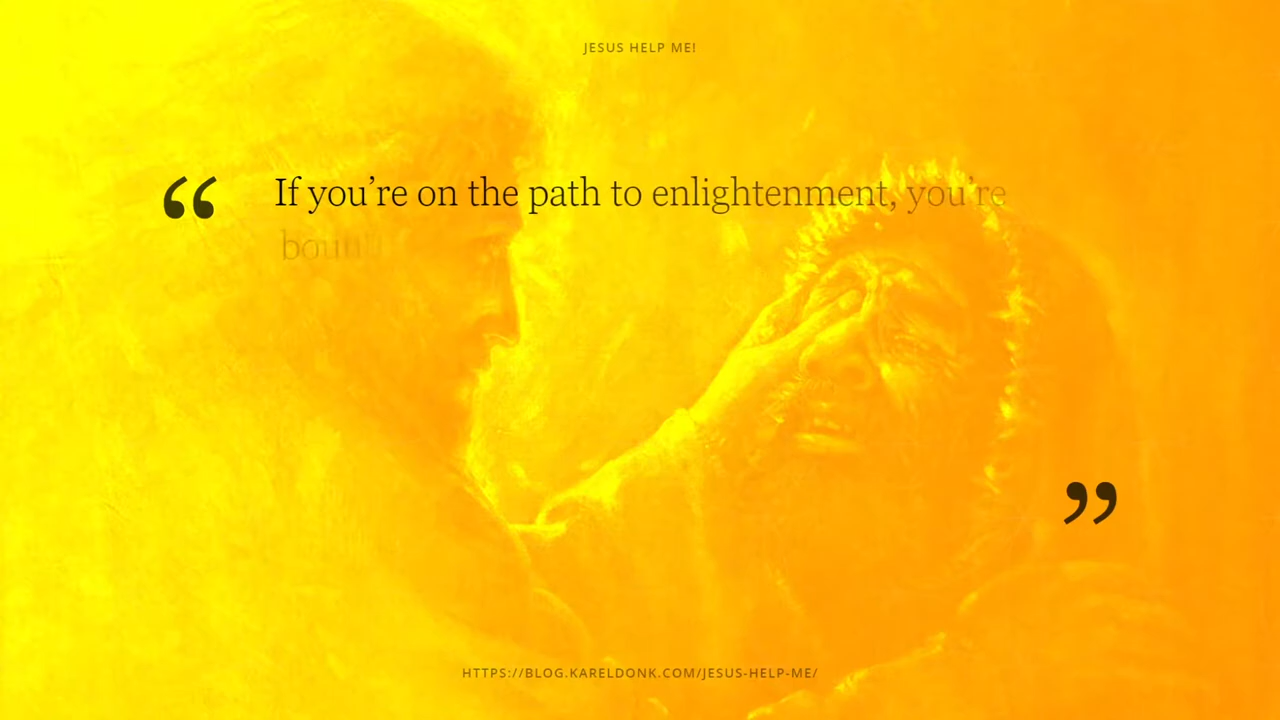 JESUS HELP ME!
“ If you’re on the path to enlightenment, you’re
”
HTTPS://BLOG.KARELDONK.COM/JESUS-HELP-ME/